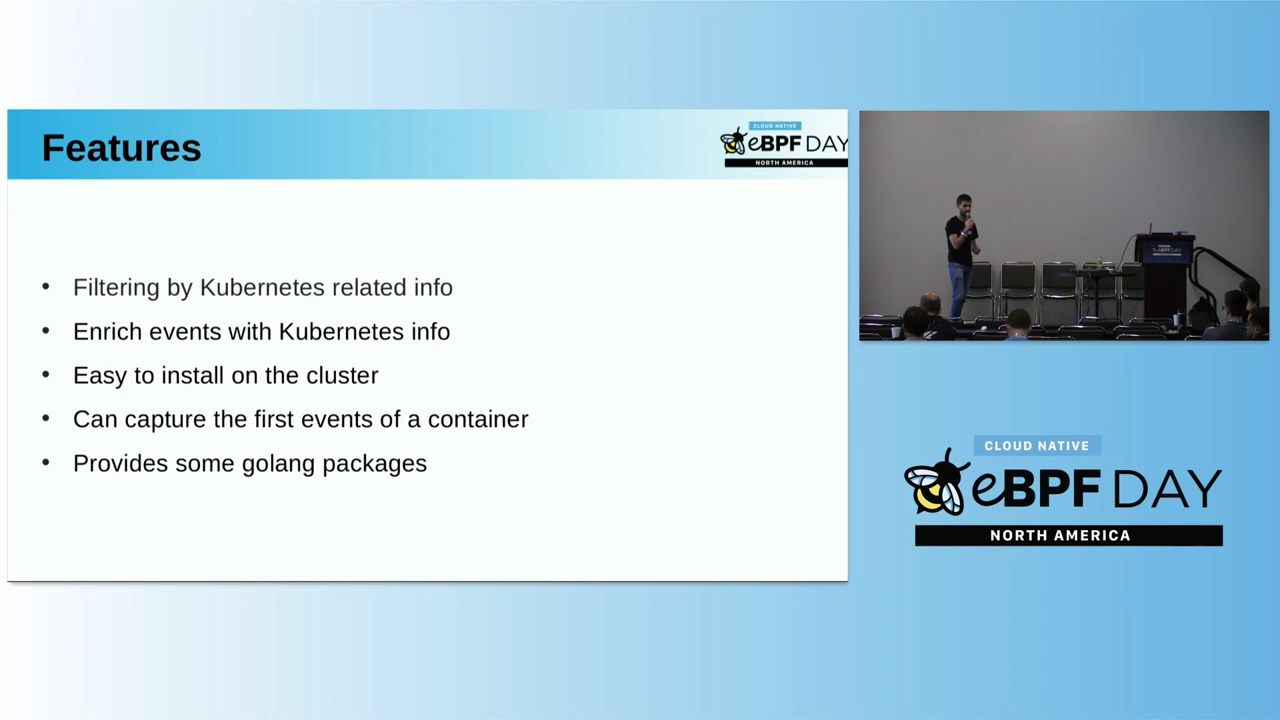 Features
CLOUD NATIVE
eBPF DAY
NORTH AMERICA
Filtering by Kubernetes related info
Enrich events with Kubernetes info
Easy to install on the cluster
Can capture the first events of a container
Provides some golang packages
eBPF DAY
CLOUD NATIVE
eBPF DAY
NORTH AMERICA